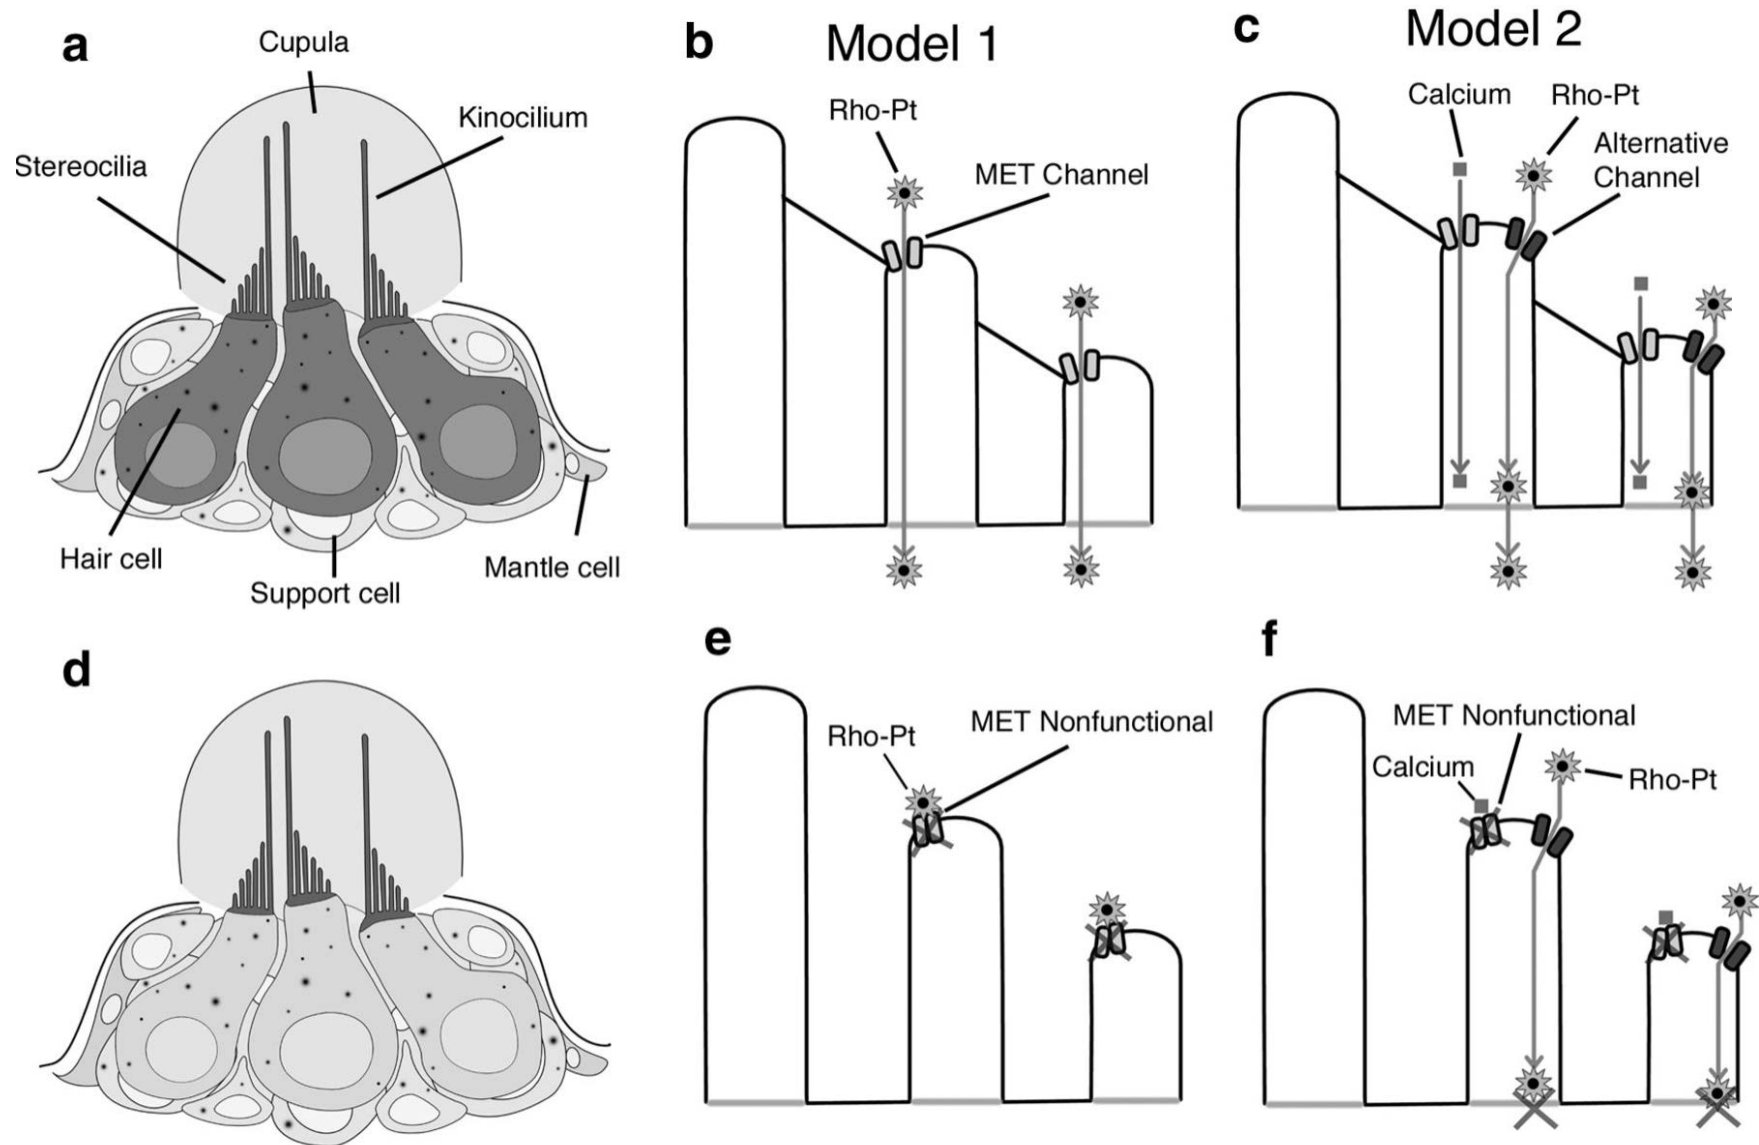 a
Cupula
Kinocilium
Stereocilia
Hair cell
Support cell
Mantle cell
b
Model 1
Rho-Pt
MET Channel
c
Model 2
Calcium
Rho-Pt
Alternative
Channel
d
e
Rho-Pt
MET Nonfunctional
f
MET Nonfunctional
Calcium
Rho-Pt